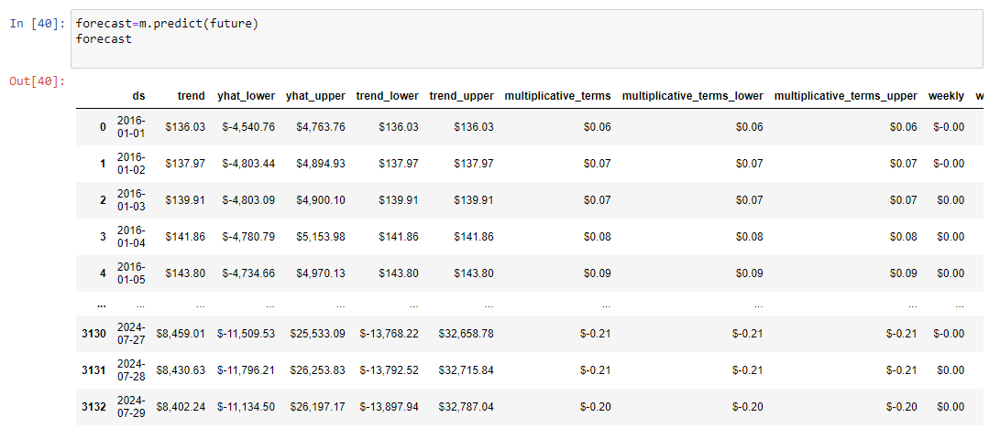 In [40]: forecast=m.predict(future)
forecast
Out[40]:
ds trend yhat_lower yhat_upper trend_lower trend_upper multiplicative_terms multiplicative_terms_lower multiplicative_terms_upper weekly w
0 2016-01-01 $136.03 $-4,540.76 $4,763.76 $136.03 $136.03 $0.06 $0.06 $0.06 $-0.00
1 2016-01-02 $137.97 $-4,803.44 $4,894.93 $137.97 $137.97 $0.07 $0.07 $0.07 $-0.00
2 2016-01-03 $139.91 $-4,803.09 $4,900.10 $139.91 $139.91 $0.07 $0.07 $0.07 $0.00
3 2016-01-04 $141.86 $-4,780.79 $5,153.98 $141.86 $141.86 $0.08 $0.08 $0.08 $0.00
4 2016-01-05 $143.80 $-4,734.66 $4,970.13 $143.80 $143.80 $0.09 $0.09 $0.09 $0.00
... ... ... ... ... ... ... ... ... ... ...
3130 2024-07-27 $8,459.01 $-11,509.53 $25,533.09 $-13,768.22 $32,658.78 $-0.21 $-0.21 $-0.21 $-0.00
3131 2024-07-28 $8,430.63 $-11,796.21 $26,253.83 $-13,792.52 $32,715.84 $-0.21 $-0.21 $-0.21 $0.00
3132 2024-07-29 $8,402.24 $-11,134.50 $26,197.17 $-13,897.94 $32,787.04 $-0.20 $-0.20 $-0.20 $0.00